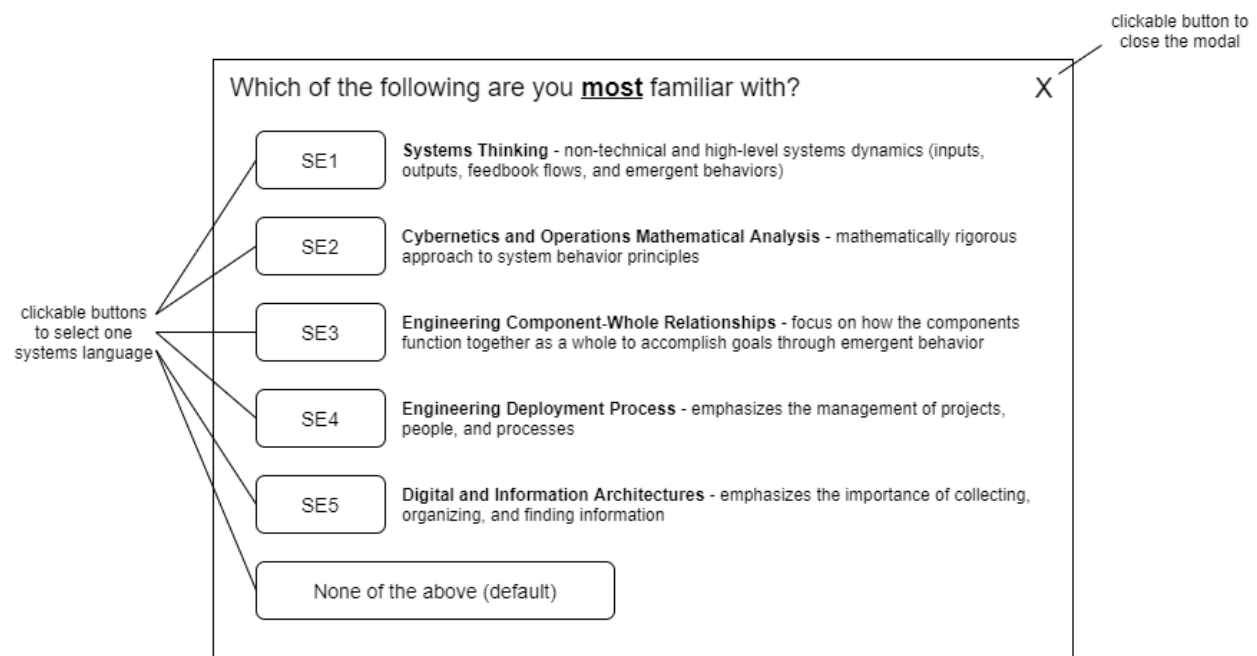 clickable button to
close the modal
Which of the following are you most familiar with?
X
SE1
Systems Thinking - non-technical and high-level systems dynamics (inputs,
outputs, feedbook flows, and emergent behaviors)
SE2
Cybernetics and Operations Mathematical Analysis - mathematically rigorous
approach to system behavior principles
clickable buttons
to select one
systems language
SE3
Engineering Component-Whole Relationships - focus on how the components
function together as a whole to accomplish goals through emergent behavior
SE4
Engineering Deployment Process - emphasizes the management of projects,
people, and processes
SE5
Digital and Information Architectures - emphasizes the importance of collecting,
organizing, and finding information
None of the above (default)